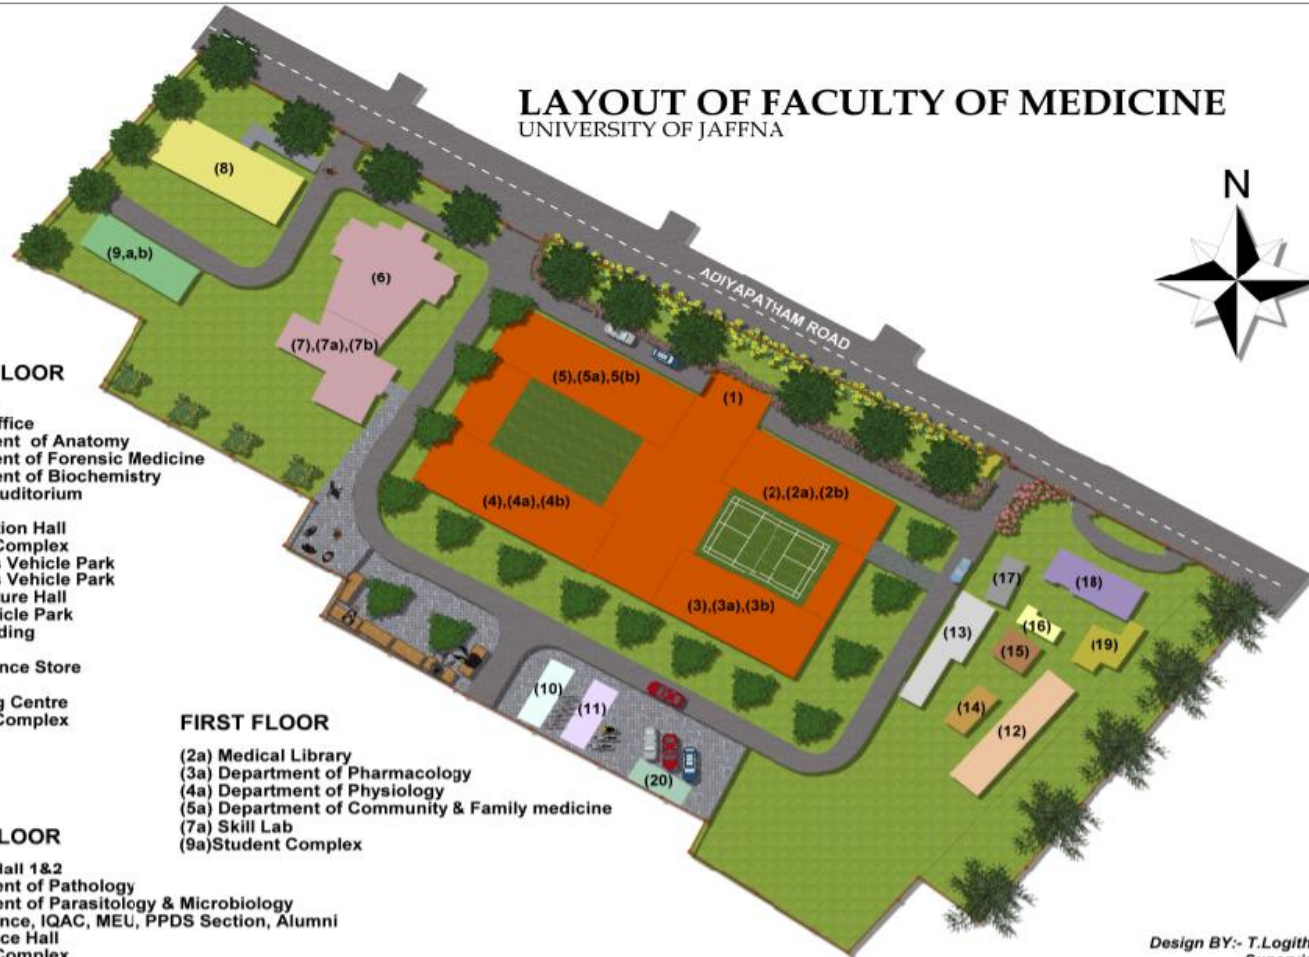 LAYOUT OF FACULTY OF MEDICINE
UNIVERSITY OF JAFFNA
N
ADIYAPATHAM ROAD
(8)
(9,a,b)
(6)
(7),(7a),(7b)
(5),(5a),5(b)
(1)
(4),(4a),(4b)
(2),(2a),(2b)
(3),(3a),(3b)
(17)
(18)
(13)
(16)
(15)
(19)
(14)
(12)
(10)
(11)
(20)
LOOR
ffice
ent of Anatomy
ent of Forensic Medicine
ent of Biochemistry
uditorium
tion Hall
Complex
s Vehicle Park
s Vehicle Park
ture Hall
icle Park
ding
nce Store
g Centre
Complex
FIRST FLOOR
(2a) Medical Library
(3a) Department of Pharmacology
(4a) Department of Physiology
(5a) Department of Community & Family medicine
(7a) Skill Lab
(9a)Student Complex
LOOR
Hall 1&2
ent of Pathology
ent of Parasitology & Microbiology
nce, IQAC, MEU, PPDS Section, Alumni
ce Hall
Complex
Design BY:- T.Logith